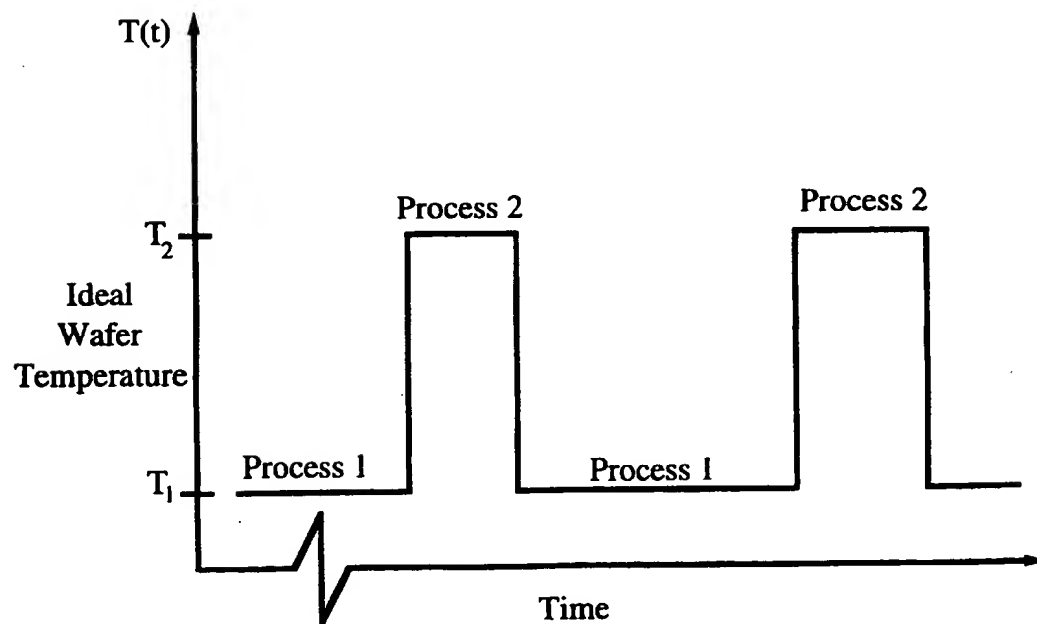 T(t)
Process 2
Process 2
T2
Ideal
Wafer
Temperature
Process 1
Process 1
T1
Time